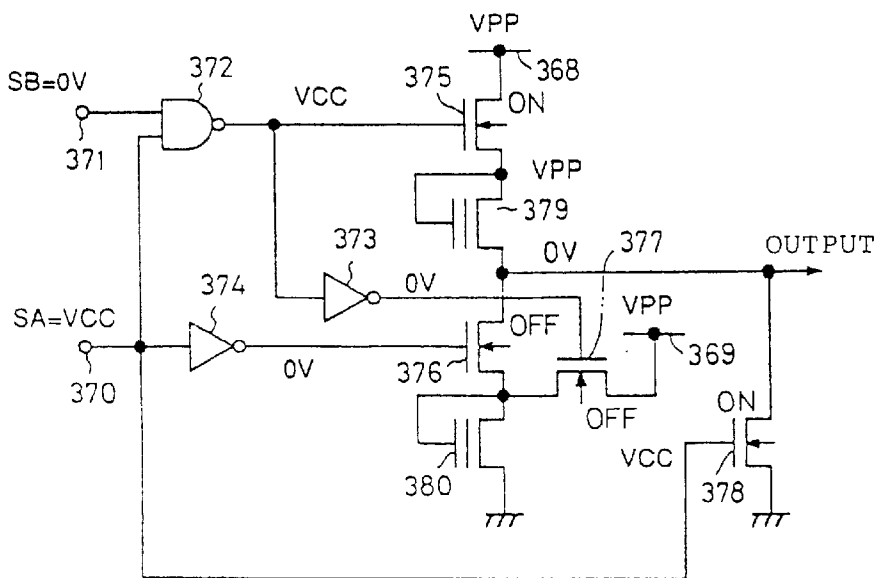 VPP
368
372
375
SB=0V
VCC
ON
371
VPP
379
377
373
0V
OUTPUT
0V
374
VPP
SA=VCC
OFF
369
370
0V
376
OFF
ON
VCC
380
378